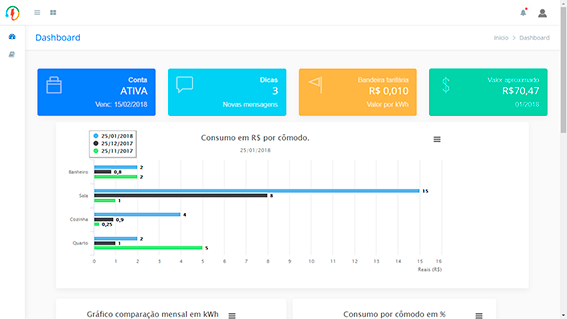 Dashboard
Início > Dashboard
Conta
ATIVA
Venc: 15/02/2018
Dicas
3
Novas mensagens
Bandeira tarifária
R$ 0,010
Valor por kWh
Valor aproximado
R$70,47
01/2018
25/01/2018
25/12/2017
25/11/2017
Consumo em R$ por cômodo.
25/01/2018
Banheiro
2
0,8
2
Sala
15
8
1
Cozinha
4
0,9
0,25
Quarto
2
1
5
0 1 2 3 4 5 6 7 8 9 10 11 12 13 14 15 16
Reais (R$)
Gráfico comparação mensal em kWh
Consumo por cômodo em %